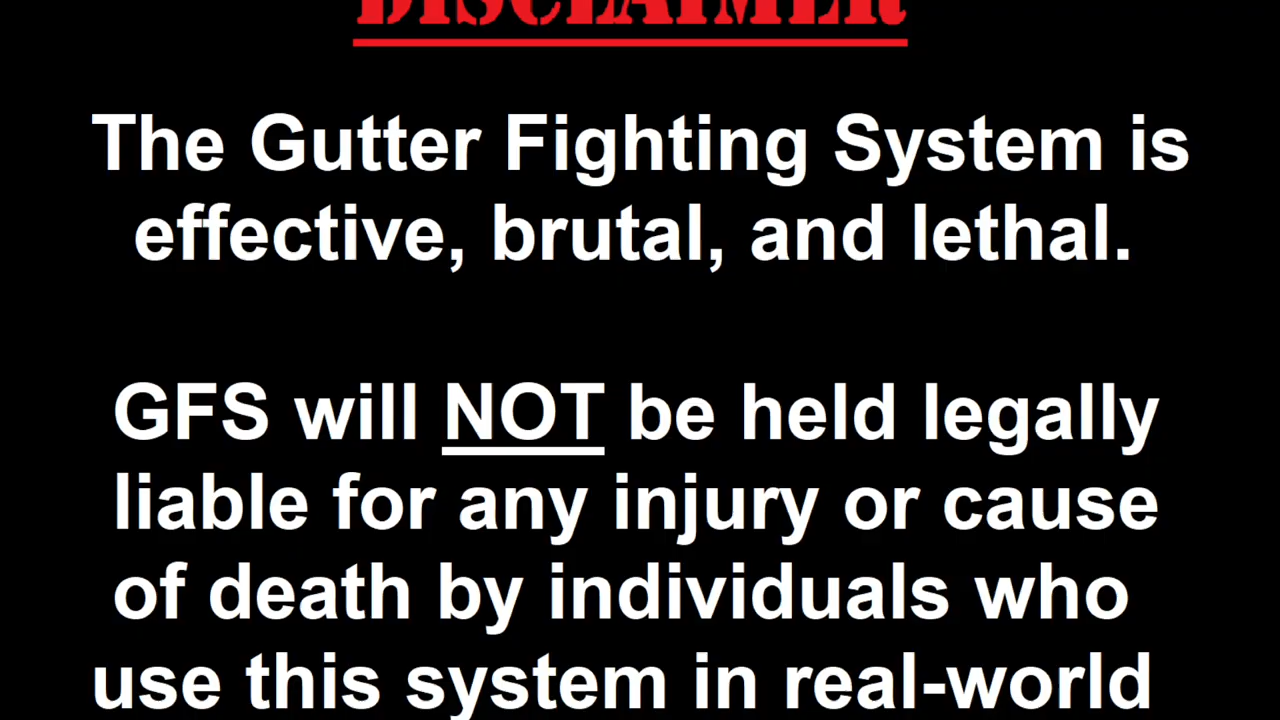 DISCLAIMER
The Gutter Fighting System is
effective, brutal, and lethal.
GFS will NOT be held legally
liable for any injury or cause
of death by individuals who
use this system in real-world